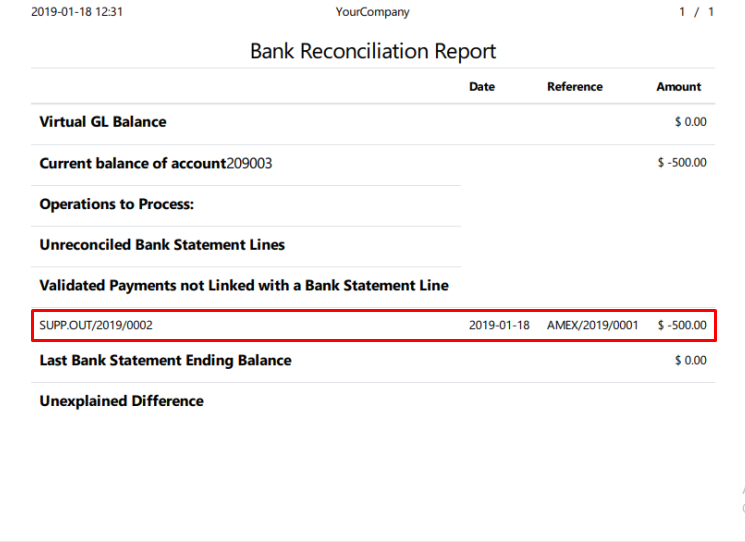 2019-01-18 12:31 YourCompany 1 / 1
Bank Reconciliation Report
Date Reference Amount
Virtual GL Balance $ 0.00
Current balance of account209003 $ -500.00
Operations to Process:
Unreconciled Bank Statement Lines
Validated Payments not Linked with a Bank Statement Line
SUPP.OUT/2019/0002 2019-01-18 AMEX/2019/0001 $ -500.00
Last Bank Statement Ending Balance $ 0.00
Unexplained Difference